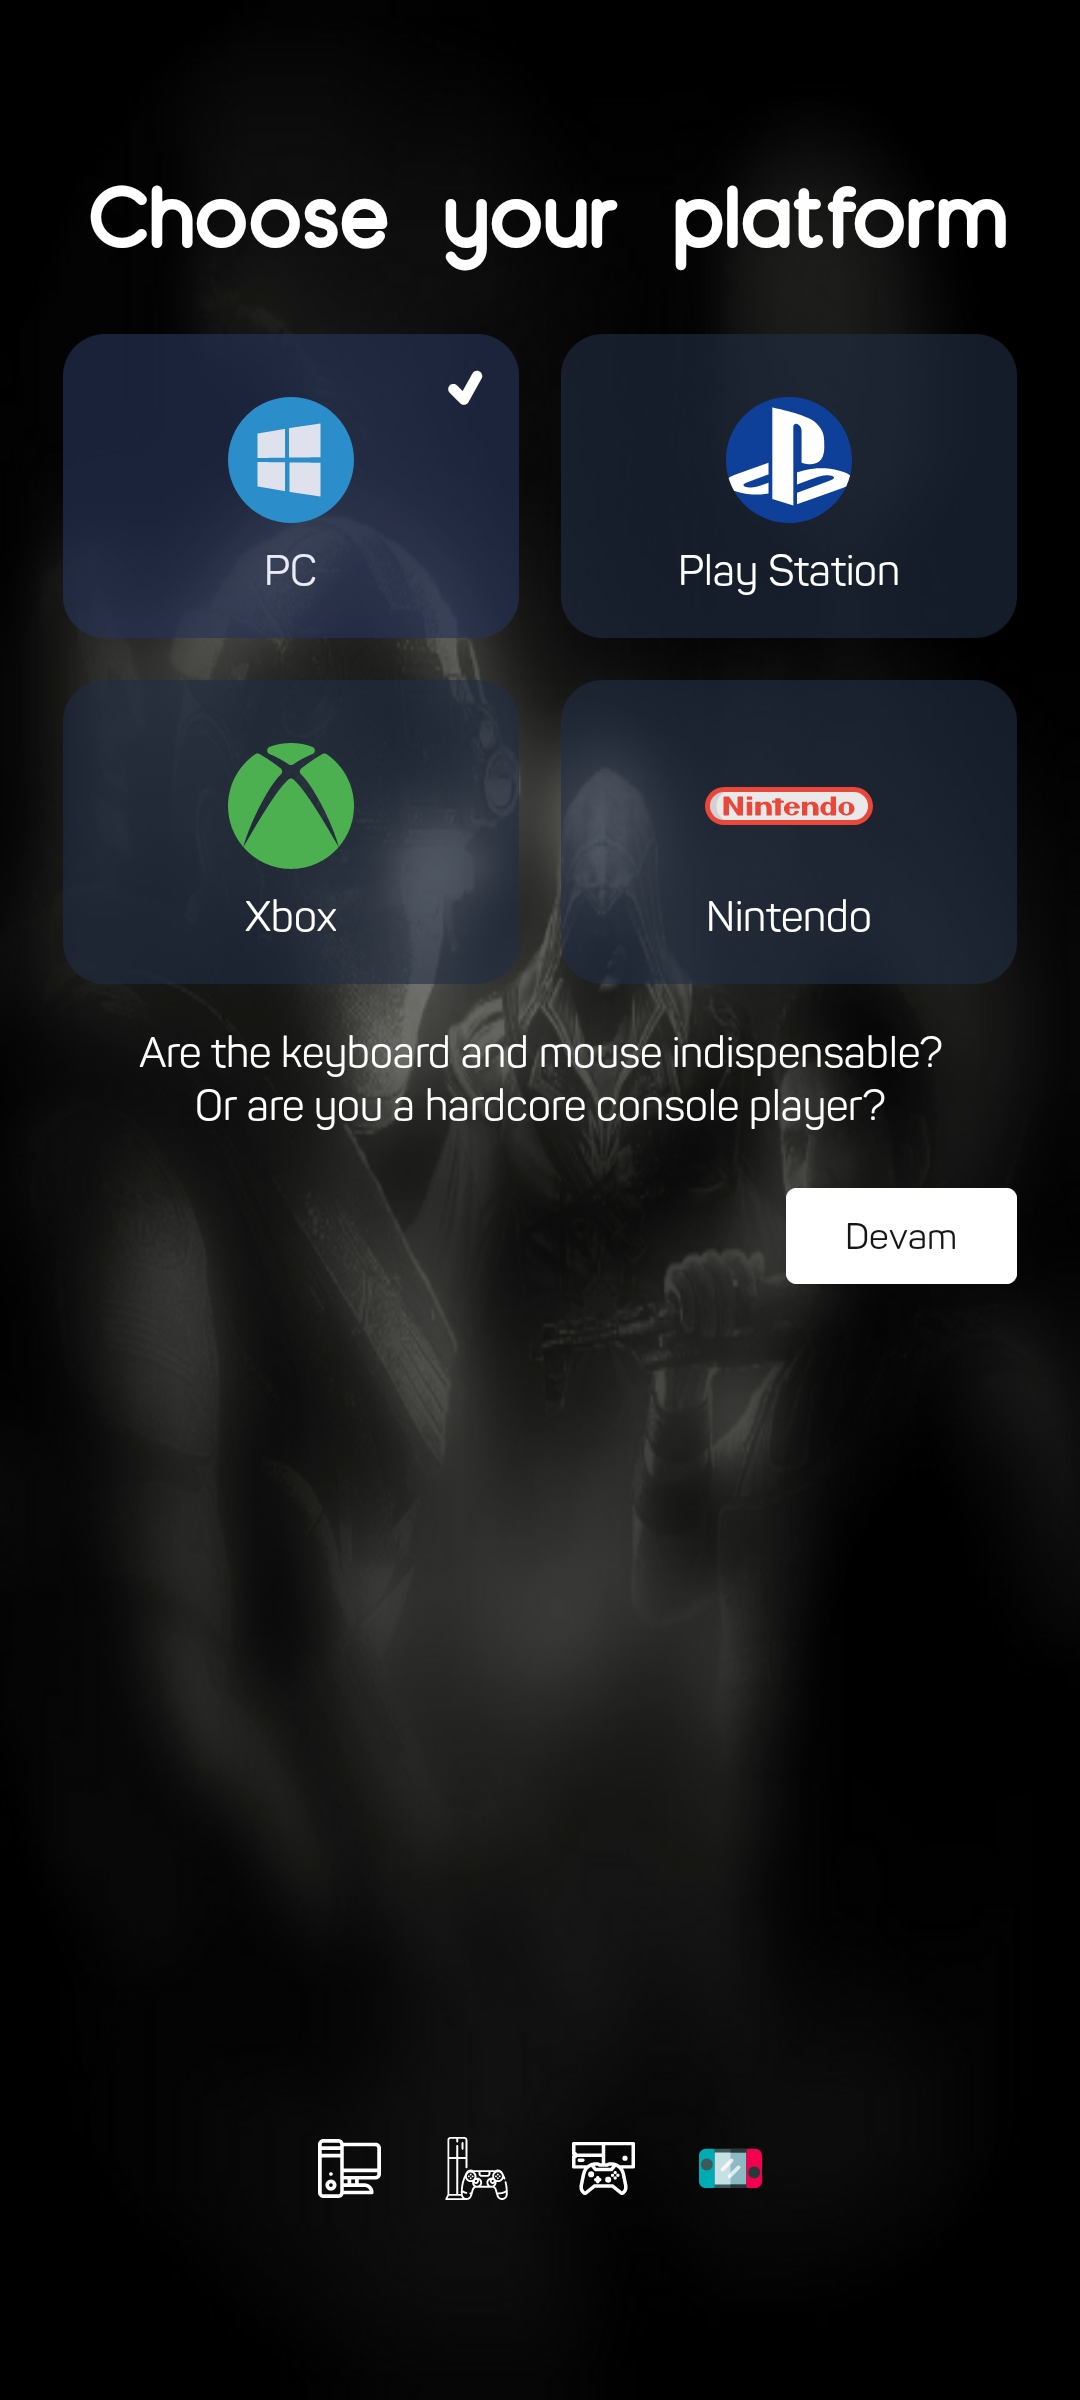 Choose your platform
PC
Play Station
Nintendo
Xbox
Nintendo
Are the keyboard and mouse indispensable?
Or are you a hardcore console player?
Devam